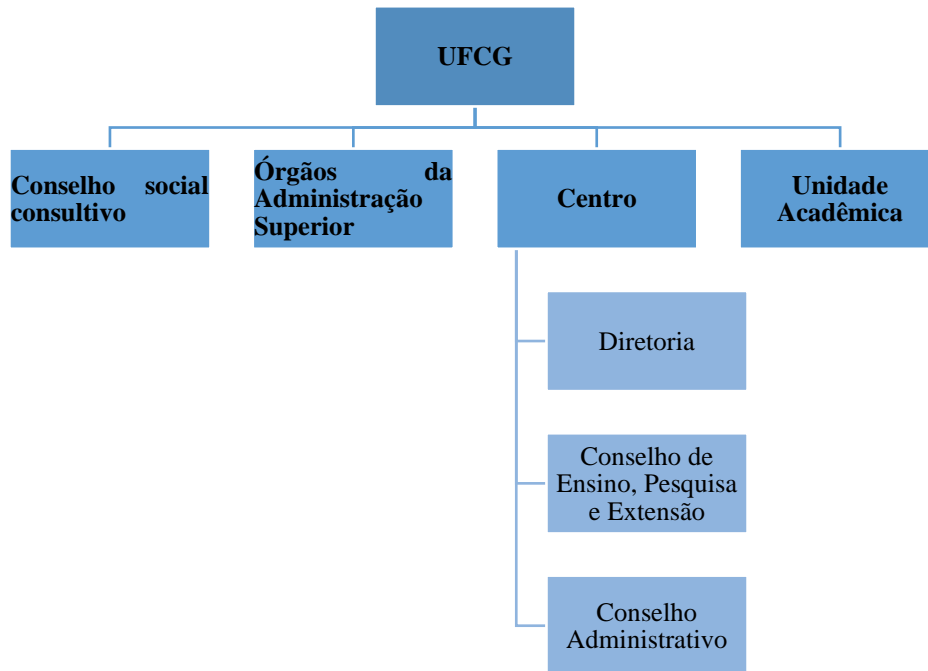 UFCG
Conselho social
consultivo
Órgãos da
Administração
Superior
Centro
Unidade
Acadêmica
Diretoria
Conselho de
Ensino, Pesquisa
e Extensão
Conselho
Administrativo